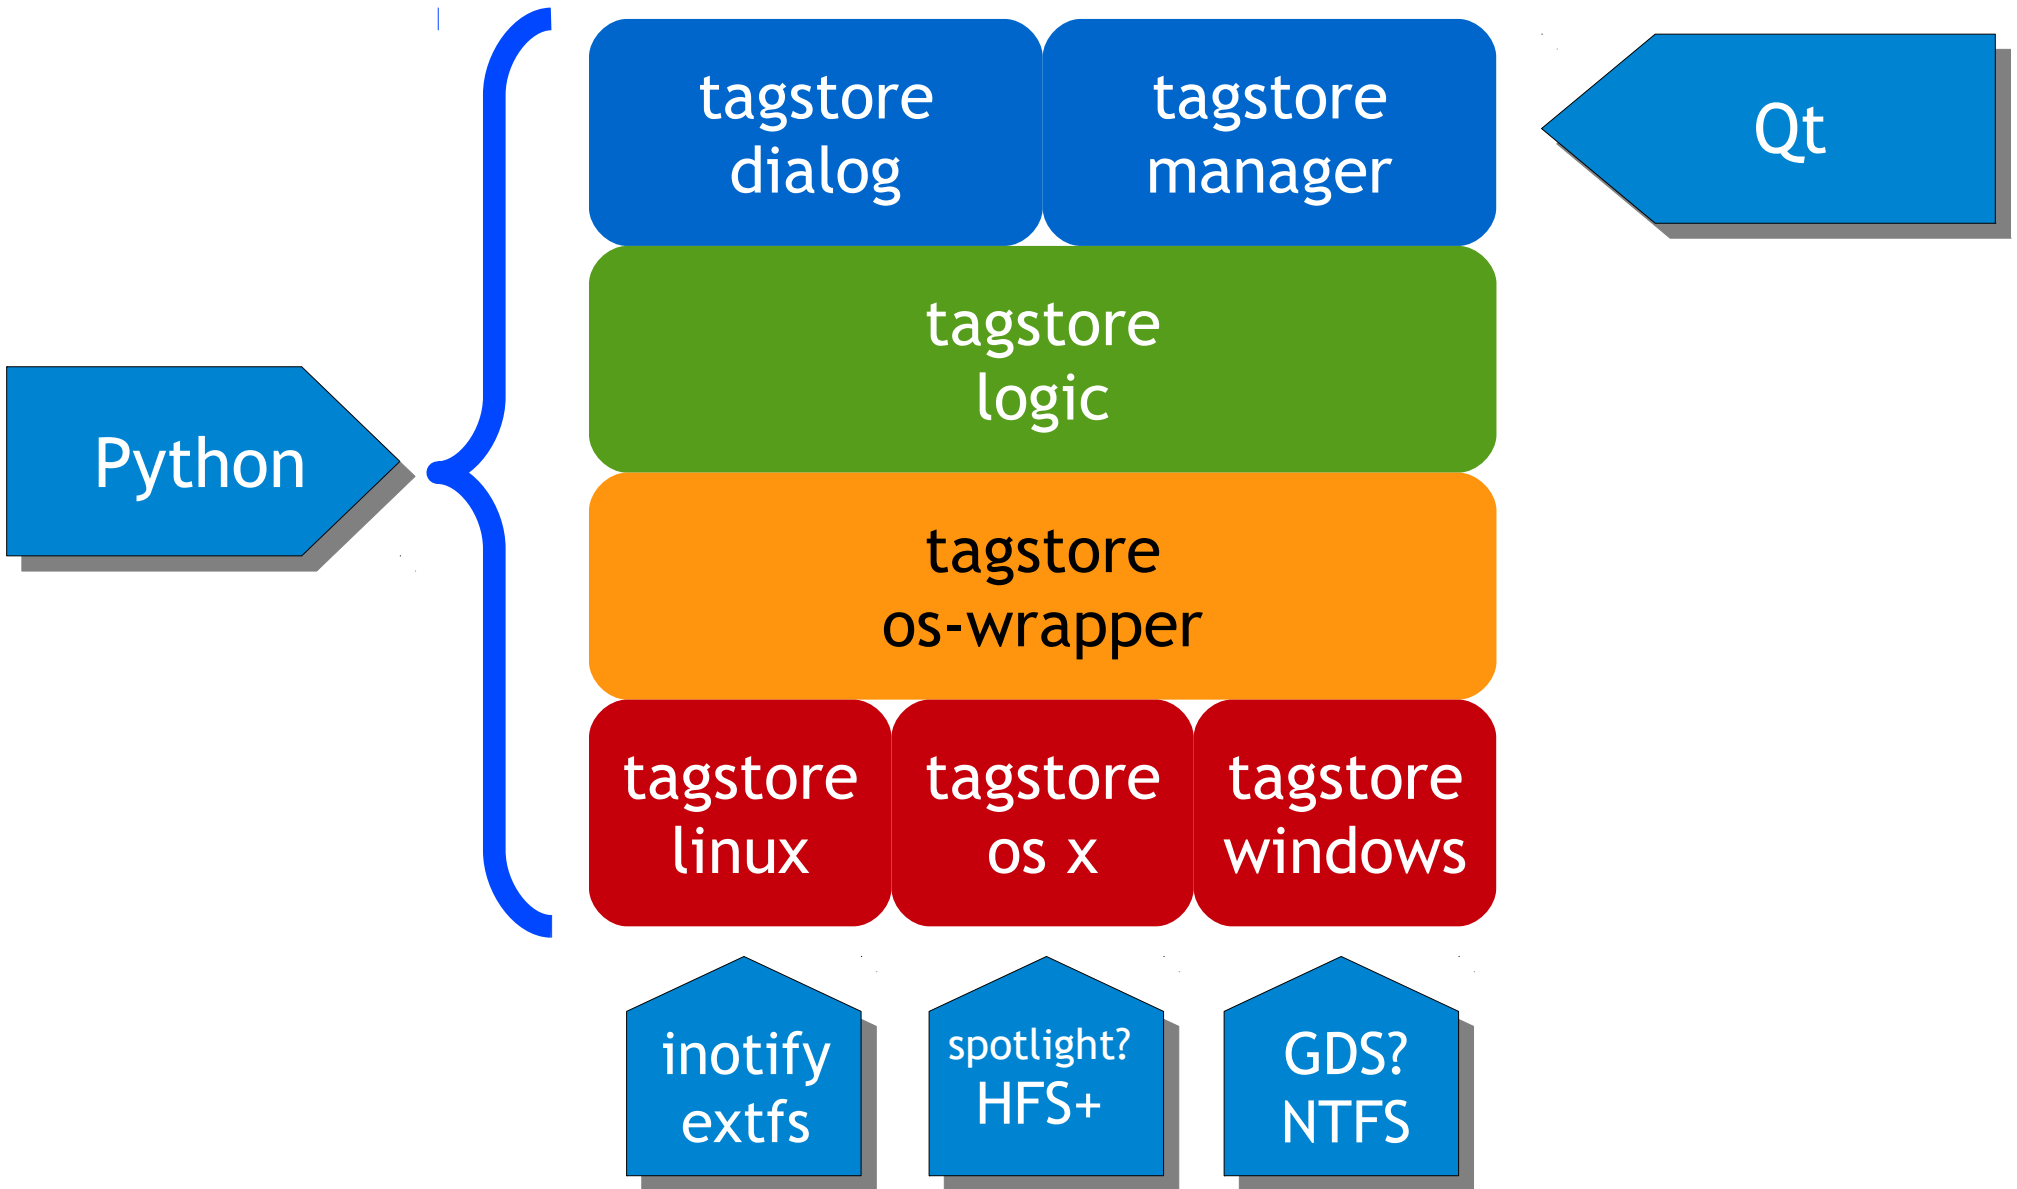 tagstore
dialog
tagstore
manager
Qt
tagstore
logic
Python
tagstore
os-wrapper
tagstore
linux
tagstore
os x
tagstore
windows
inotify
extfs
spotlight?
HFS+
GDS?
NTFS